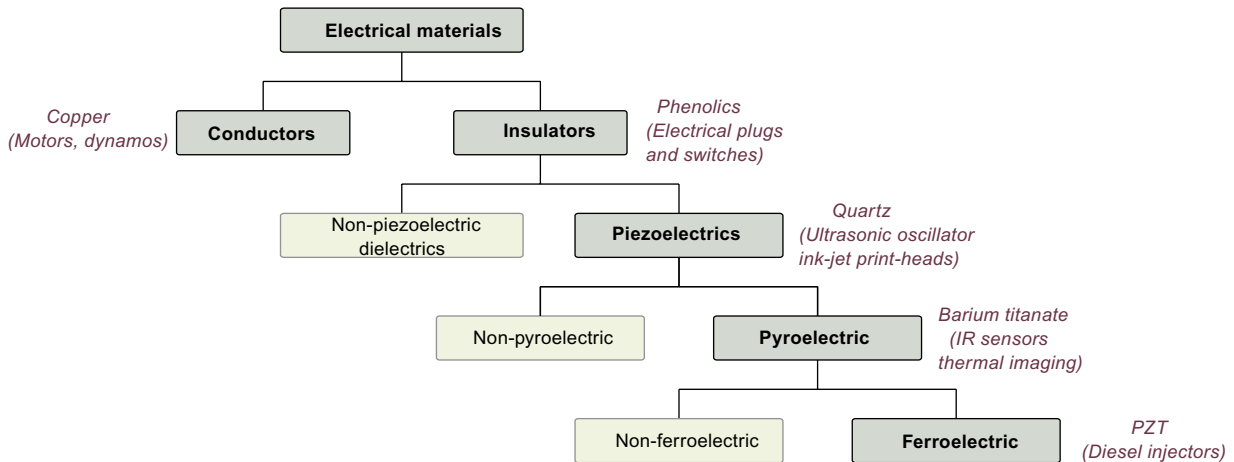 Electrical materials
Copper
(Motors, dynamos)
Conductors
Insulators
Phenolics
(Electrical plugs
and switches)
Non-piezoelectric
dielectrics
Piezoelectrics
Quartz
(Ultrasonic oscillator
ink-jet print-heads)
Non-pyroelectric
Pyroelectric
Barium titanate
(IR sensors
thermal imaging)
Non-ferroelectric
Ferroelectric
PZT
(Diesel injectors)